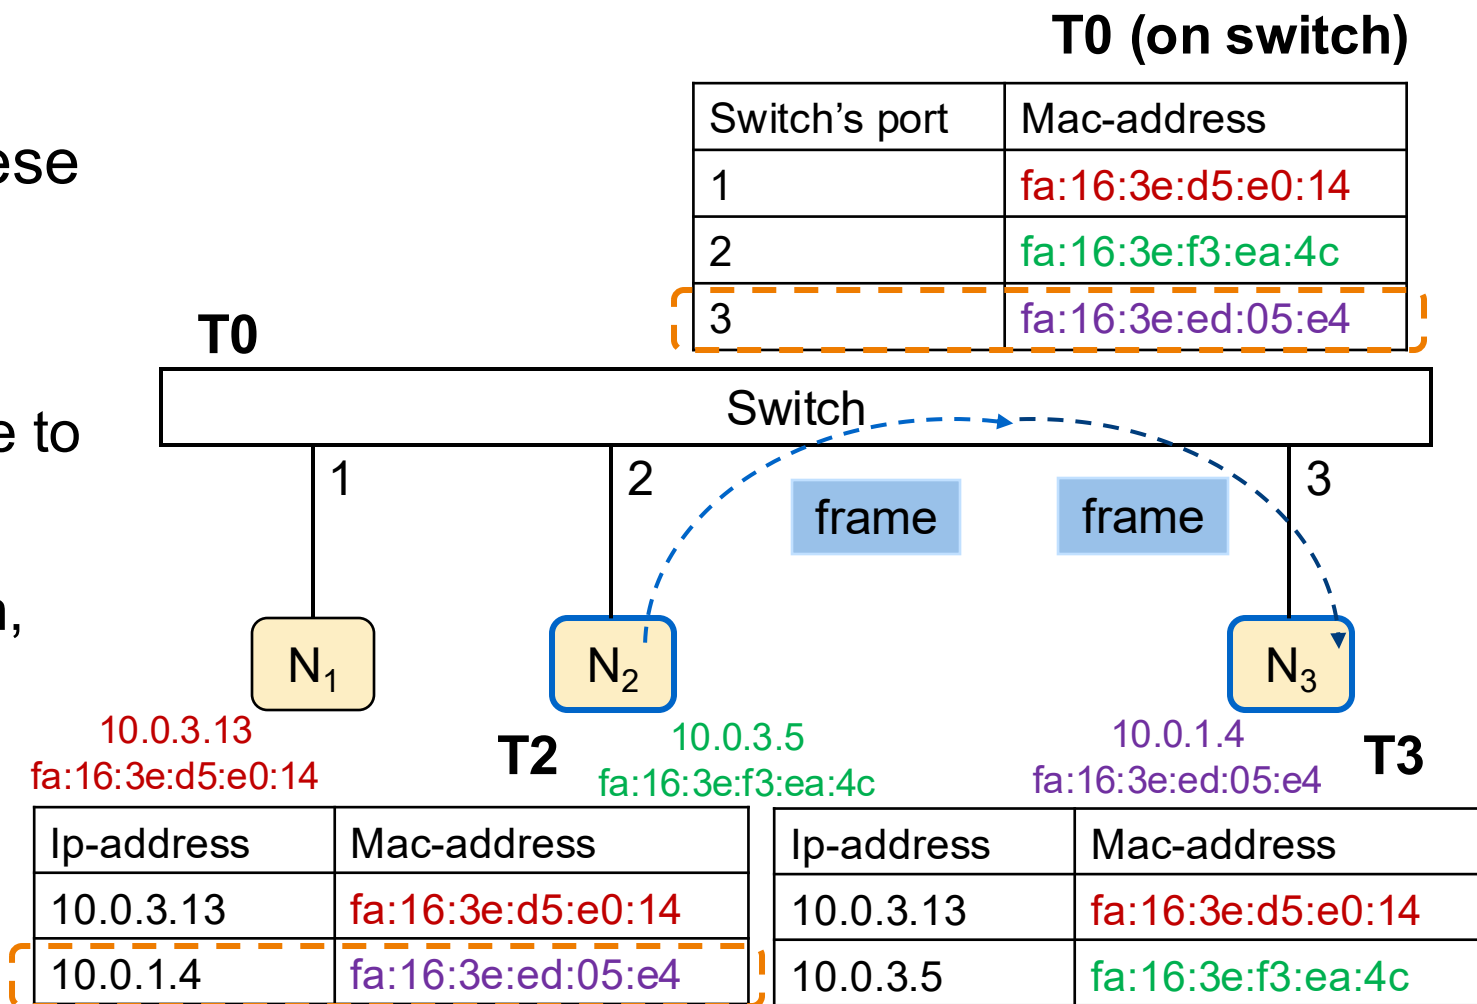 T0 (on switch)
Switch's port Mac-address
1 fa:16:3e:d5:e0:14
2 fa:16:3e:f3:ea:4c
3 fa:16:3e:ed:05:e4
ese
T0
Switch
e to
1
2
3
frame
frame
,
N1
N2
N3
10.0.3.13
fa:16:3e:d5:e0:14
T2
10.0.3.5
fa:16:3e:f3:ea:4c
10.0.1.4
fa:16:3e:ed:05:e4
T3
Ip-address Mac-address
10.0.3.13 fa:16:3e:d5:e0:14
10.0.1.4 fa:16:3e:ed:05:e4
Ip-address Mac-address
10.0.3.13 fa:16:3e:d5:e0:14
10.0.3.5 fa:16:3e:f3:ea:4c